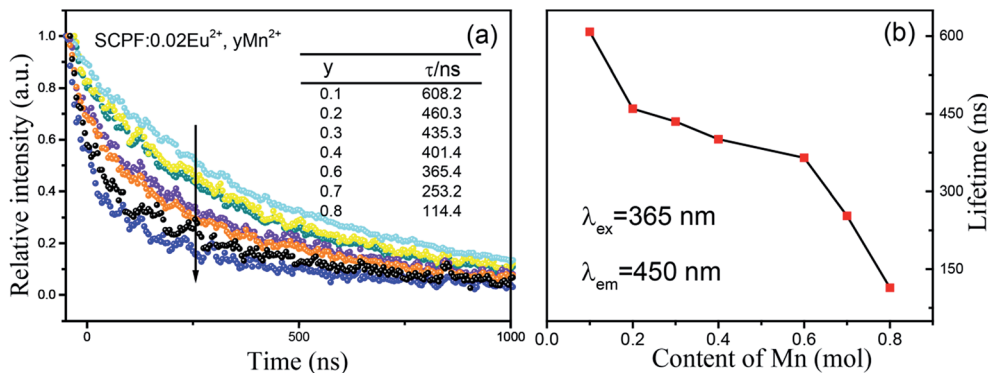 (a)
SCPF:0.02Eu²⁺, yMn²⁺
y τ/ns
0.1 608.2
0.2 460.3
0.3 435.3
0.4 401.4
0.6 365.4
0.7 253.2
0.8 114.4
Relative intensity (a.u.)
1.0
0.8
0.6
0.4
0.2
0.0
0 500 1000
Time (ns)
(b)
λex=365 nm
λem=450 nm
600
450
300
150
Lifetime (ns)
0.0 0.2 0.4 0.6 0.8
Content of Mn (mol)